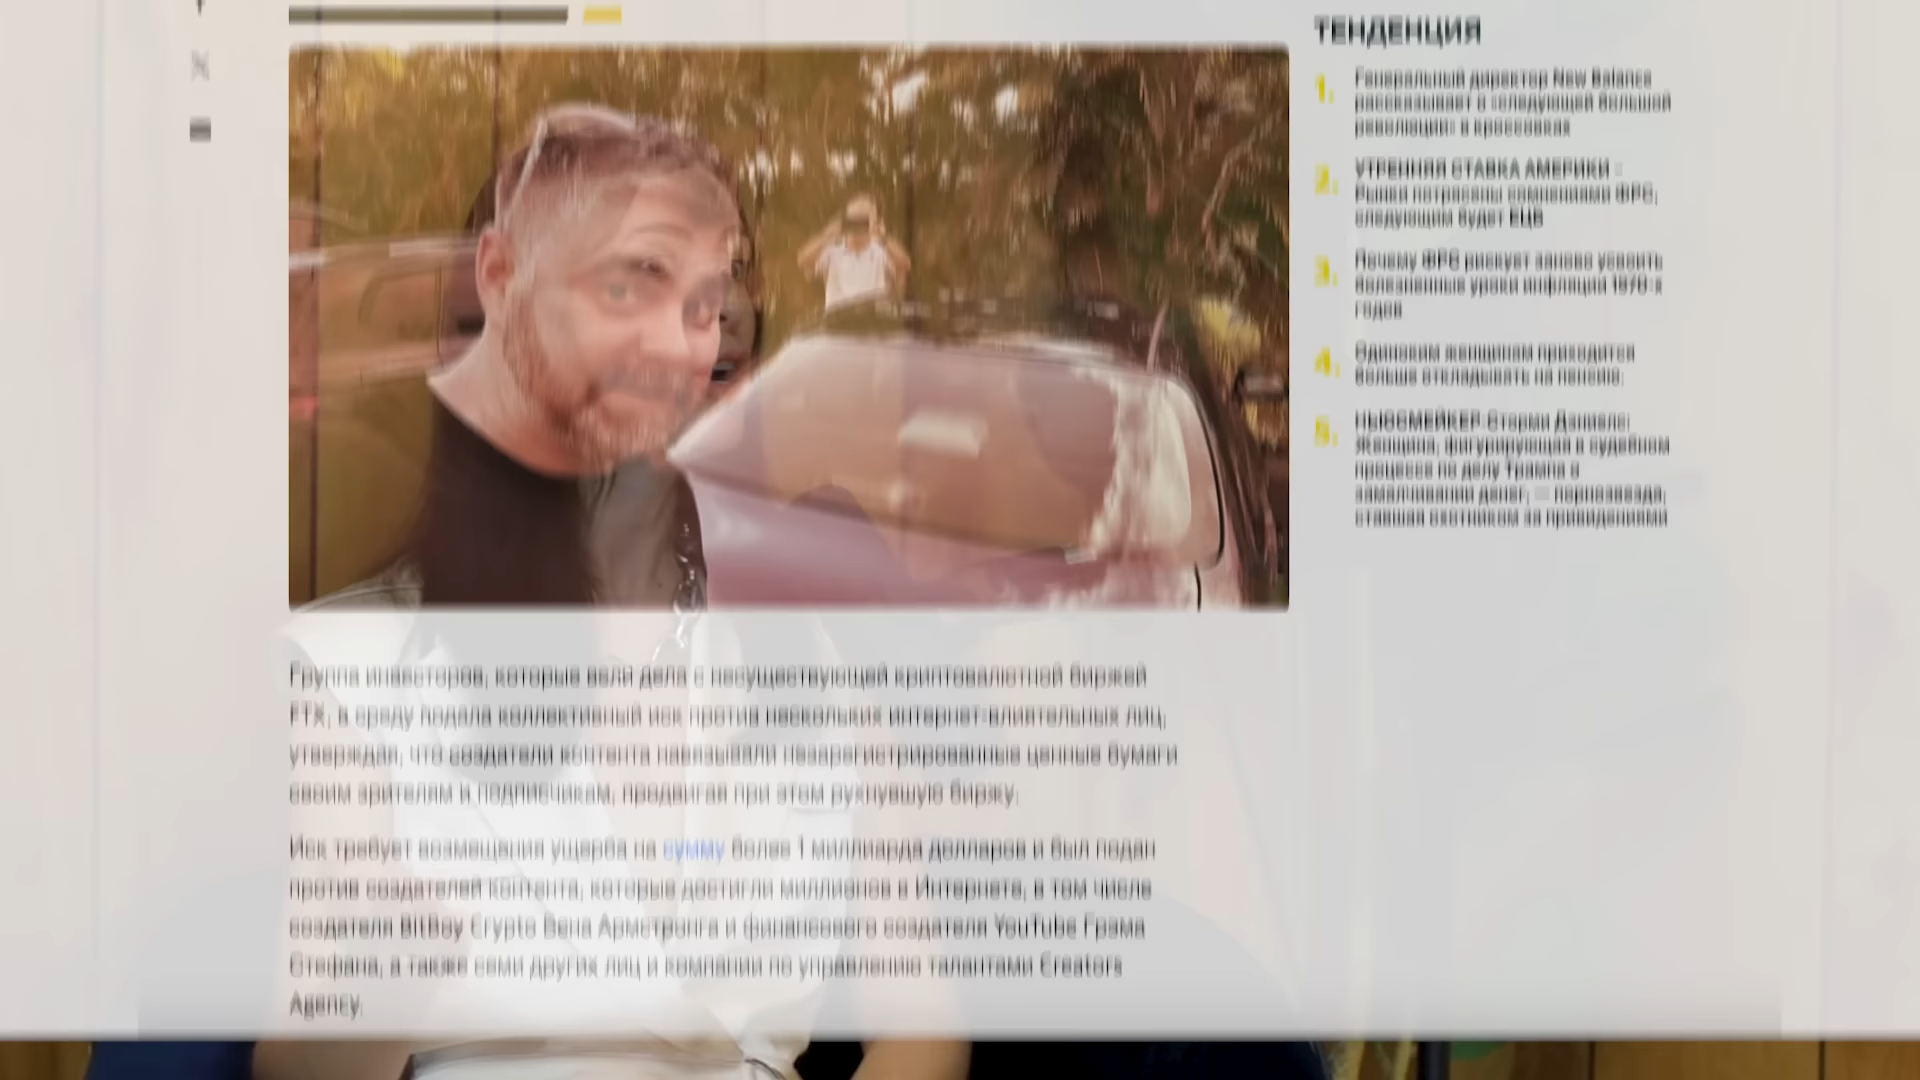 ТЕНДЕНЦИЯ
1. Генеральный директор New Balance
рассказывает о «следующей большой
революции» в кроссовках
2. УТРЕННЯЯ СТАВКА АМЕРИКИ -
Рынки потрясены сомнениями ФРС,
следующим будет ЕЦБ
3. Почему ФРС рискует заново усвоить
болезненные уроки инфляции 1970-х
годов
4. Одиноким женщинам приходится
больше откладывать на пенсию.
5. НЬЮСМЕЙКЕР-Сторми Дэниелс:
Женщина, фигурирующая в судебном
процессе по делу Трампа о
замалчивании денег, — порнозвезда,
ставшая охотником за привидениями
Группа инвесторов, которые вели дела с несуществующей криптовалютной биржей
FTX, в среду подала коллективный иск против нескольких интернет-влиятельных лиц,
утверждая, что создатели контента навязывали незарегистрированные ценные бумаги
своим зрителям и подписчикам, продвигая при этом рухнувшую биржу.
Иск требует возмещения ущерба на сумму более 1 миллиарда долларов и был подан
против создателей контента, которые достигли миллионов в Интернете, в том числе
создателя BitBoy Crypto Бена Армстронга и финансового создателя YouTube Грэма
Стефана, а также семи других лиц и компании по управлению талантами Creators
Agency.